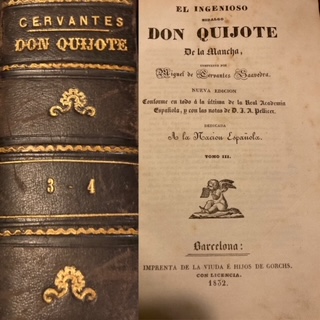 CERVANTES
DON QUIJOTE
3 - 4
EL INGENIOSO
HIDALGO
DON QUIJOTE
De la Mancha,
COMPUESTO POR
Miguel de Cervantes Saavedra.
NUEVA EDICION
Conforme en todo á la última de la Real Academia
Española, y con las notas de D. J. A. Pellicer.
DEDICADA
A la Nacion Española.
TOMO III.
Barcelona:
IMPRENTA DE LA VIUDA É HIJOS DE GORCHS.
CON LICENCIA.
1832.